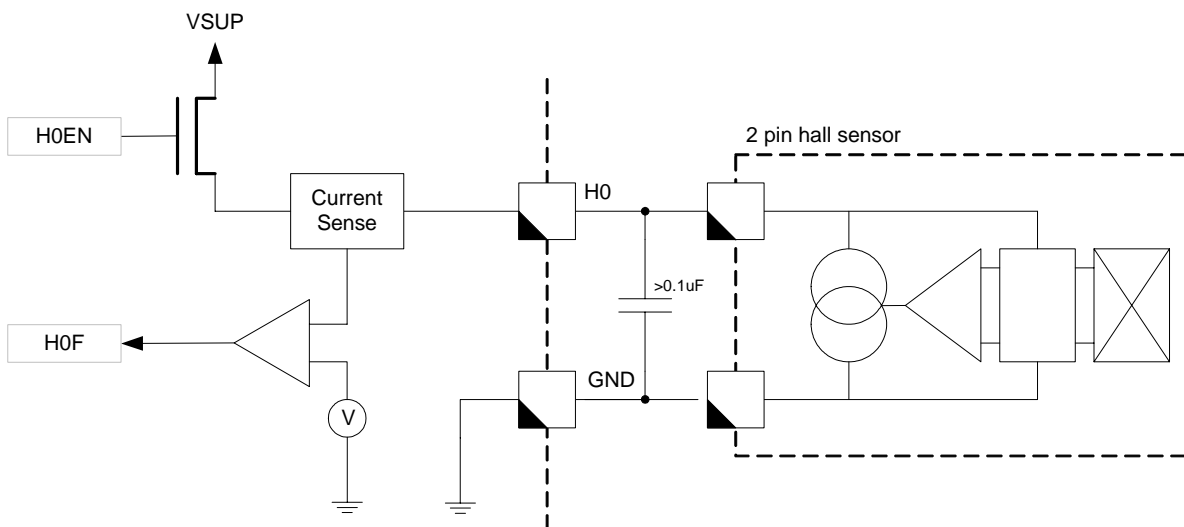 VSUP
H0EN
2 pin hall sensor
Current
Sense
H0
>0.1uF
H0F
GND
V